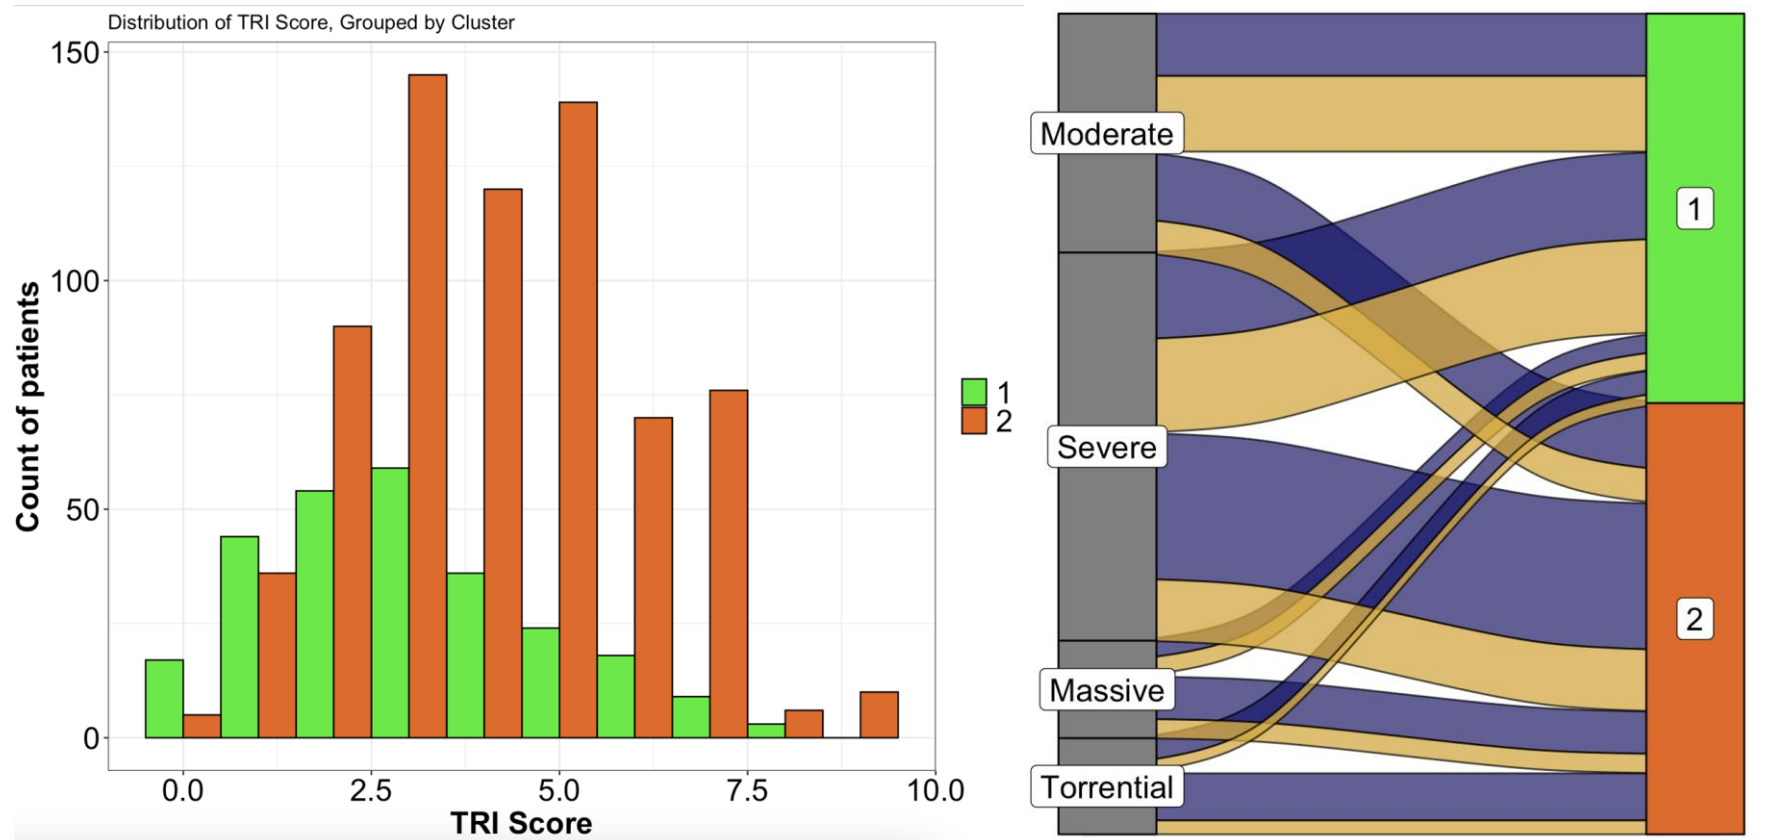 Distribution of TRI Score, Grouped by Cluster
150
100
50
0
Count of patients
0.0 2.5 5.0 7.5 10.0
TRI Score
1
2
Moderate
Severe
Massive
Torrential
1
2